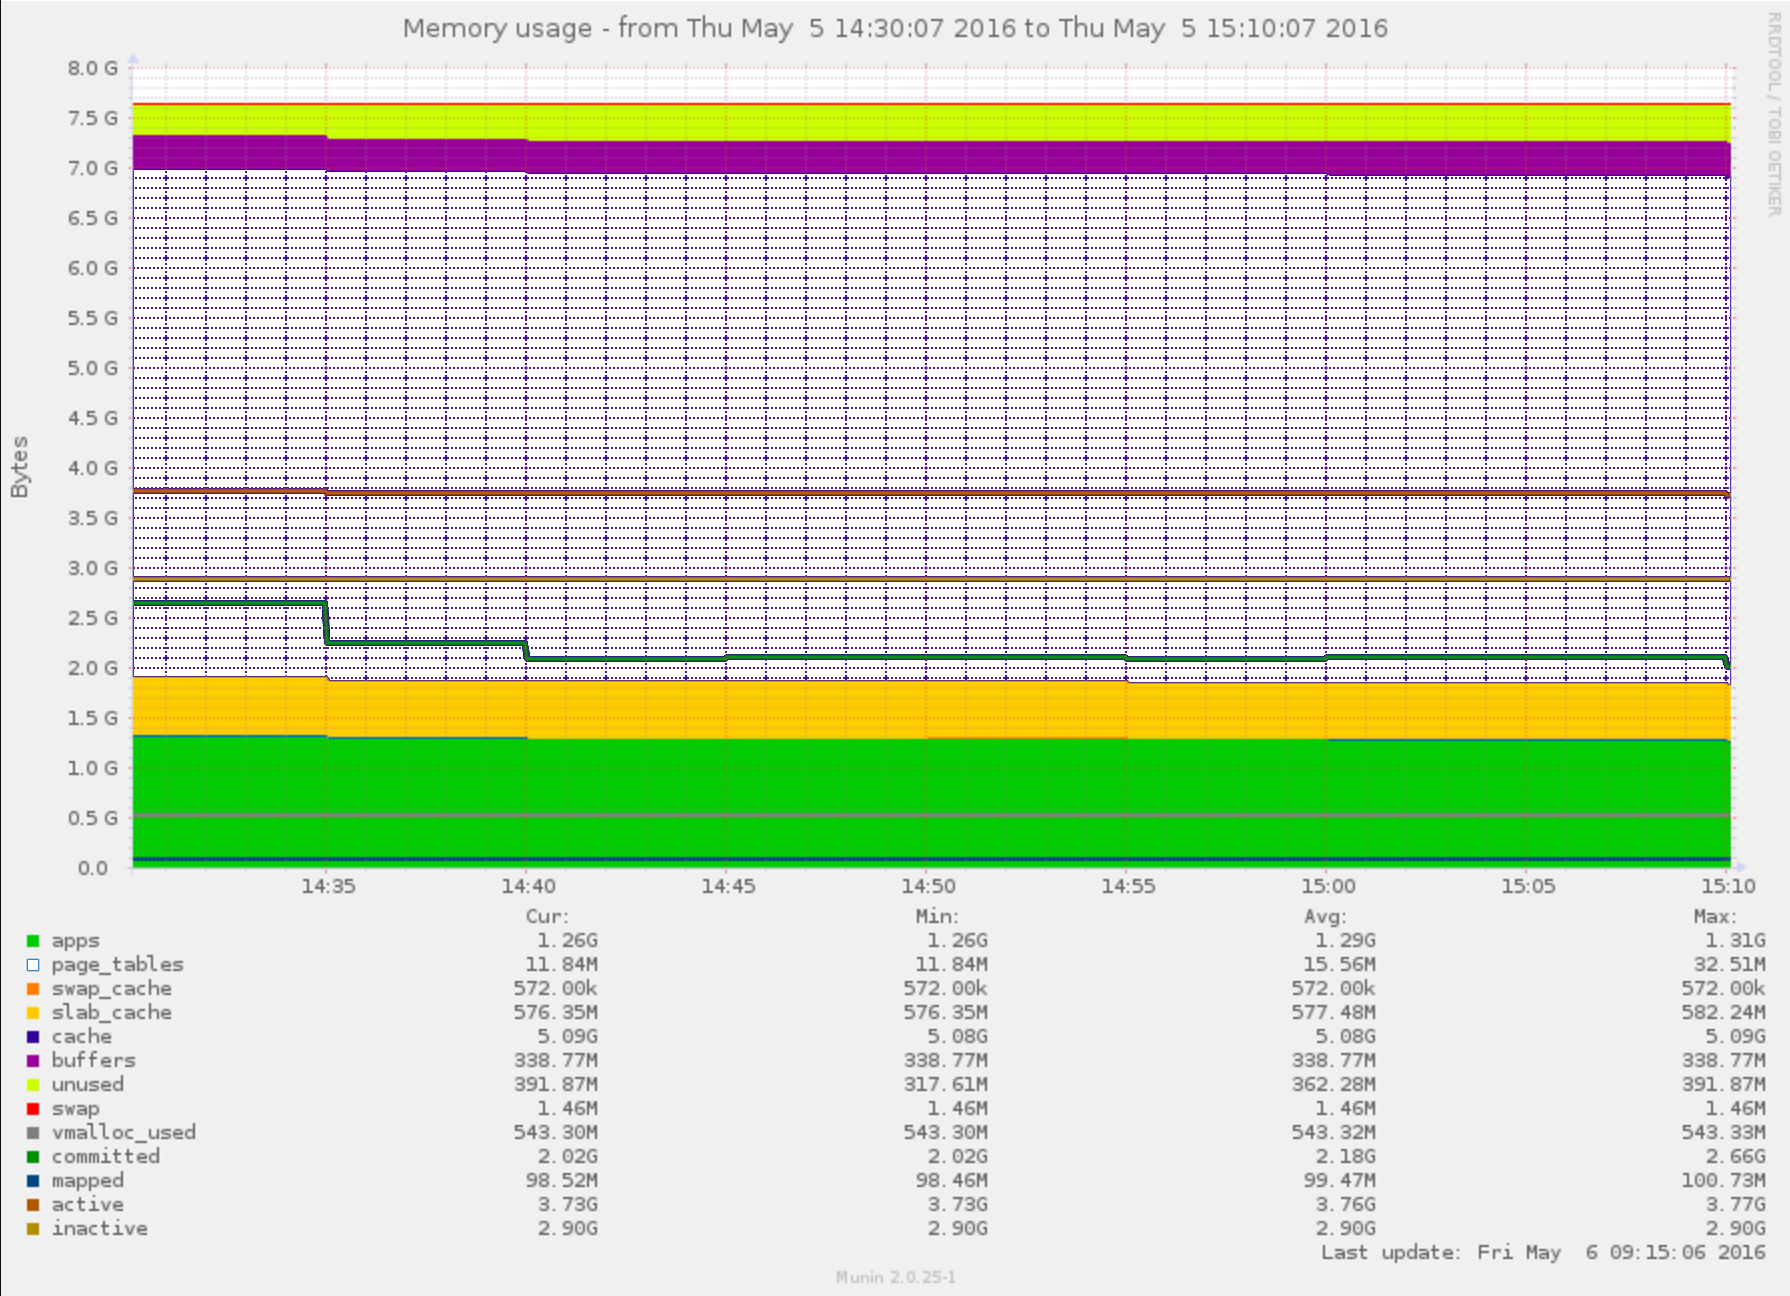 Memory usage - from Thu May  5 14:30:07 2016 to Thu May  5 15:10:07 2016
RRDTOOL / TOBI OETIKER
Bytes
8.0 G
7.5 G
7.0 G
6.5 G
6.0 G
5.5 G
5.0 G
4.5 G
4.0 G
3.5 G
3.0 G
2.5 G
2.0 G
1.5 G
1.0 G
0.5 G
0.0
14:35 14:40 14:45 14:50 14:55 15:00 15:05 15:10
Cur: Min: Avg: Max:
apps 1.26G 1.26G 1.29G 1.31G
page_tables 11.84M 11.84M 15.56M 32.51M
swap_cache 572.00k 572.00k 572.00k 572.00k
slab_cache 576.35M 576.35M 577.48M 582.24M
cache 5.09G 5.08G 5.08G 5.09G
buffers 338.77M 338.77M 338.77M 338.77M
unused 391.87M 317.61M 362.28M 391.87M
swap 1.46M 1.46M 1.46M 1.46M
vmalloc_used 543.30M 543.30M 543.32M 543.33M
committed 2.02G 2.02G 2.18G 2.66G
mapped 98.52M 98.46M 99.47M 100.73M
active 3.73G 3.73G 3.76G 3.77G
inactive 2.90G 2.90G 2.90G 2.90G
Last update: Fri May  6 09:15:06 2016
Munin 2.0.25-1